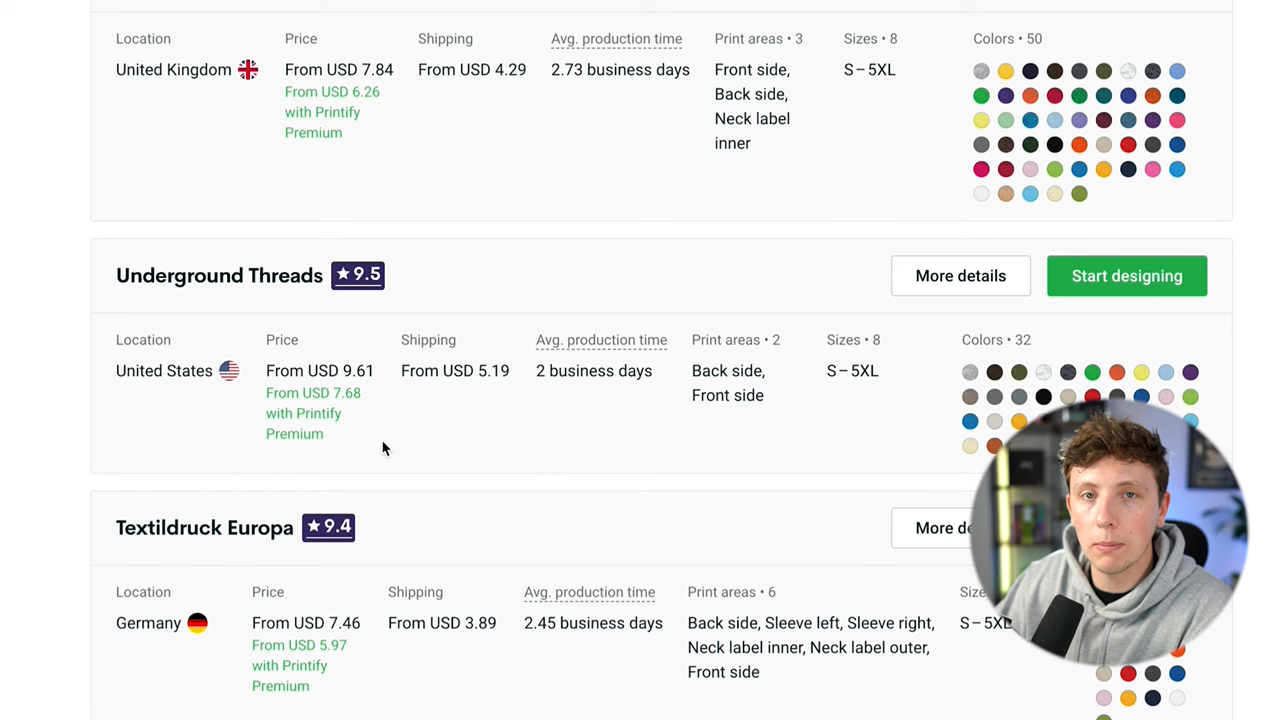 Location
Price
Shipping
Avg. production time
Print areas • 3
Sizes • 8
Colors • 50
United Kingdom
From USD 7.84
From USD 6.26
with Printify
Premium
From USD 4.29
2.73 business days
Front side,
Back side,
Neck label
inner
S – 5XL
Underground Threads ★ 9.5
More details
Start designing
Location
Price
Shipping
Avg. production time
Print areas • 2
Sizes • 8
Colors • 32
United States
From USD 9.61
From USD 7.68
with Printify
Premium
From USD 5.19
2 business days
Back side,
Front side
S – 5XL
Textildruck Europa ★ 9.4
More
Location
Price
Shipping
Avg. production time
Print areas • 6
Germany
From USD 7.46
From USD 5.97
with Printify
Premium
From USD 3.89
2.45 business days
Back side, Sleeve left, Sleeve right,
Neck label inner, Neck label outer,
Front side
S – 5XL